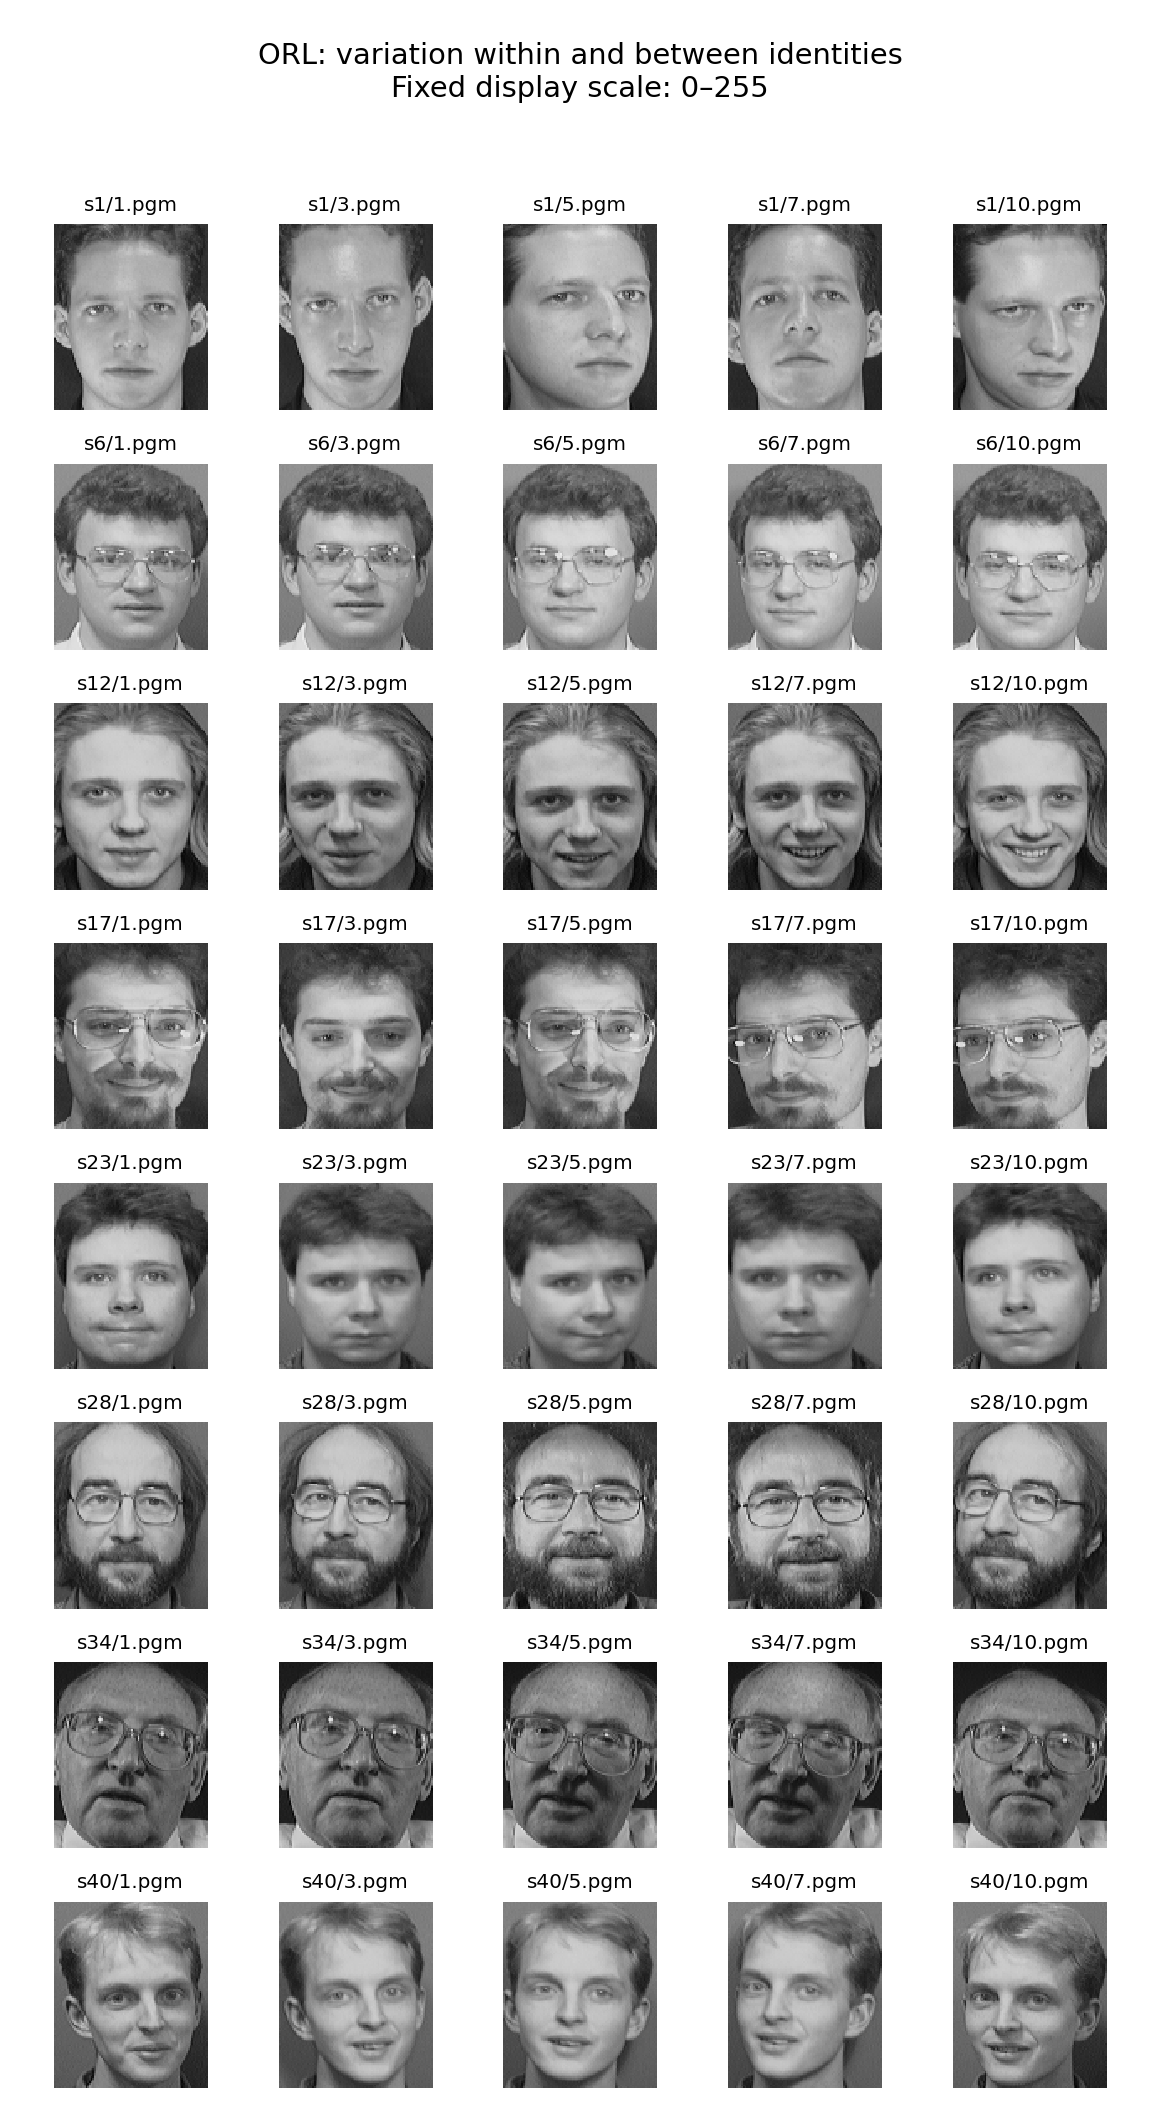 ORL: variation within and between identities
Fixed display scale: 0–255
s1/1.pgm s1/3.pgm s1/5.pgm s1/7.pgm s1/10.pgm
s6/1.pgm s6/3.pgm s6/5.pgm s6/7.pgm s6/10.pgm
s12/1.pgm s12/3.pgm s12/5.pgm s12/7.pgm s12/10.pgm
s17/1.pgm s17/3.pgm s17/5.pgm s17/7.pgm s17/10.pgm
s23/1.pgm s23/3.pgm s23/5.pgm s23/7.pgm s23/10.pgm
s28/1.pgm s28/3.pgm s28/5.pgm s28/7.pgm s28/10.pgm
s34/1.pgm s34/3.pgm s34/5.pgm s34/7.pgm s34/10.pgm
s40/1.pgm s40/3.pgm s40/5.pgm s40/7.pgm s40/10.pgm